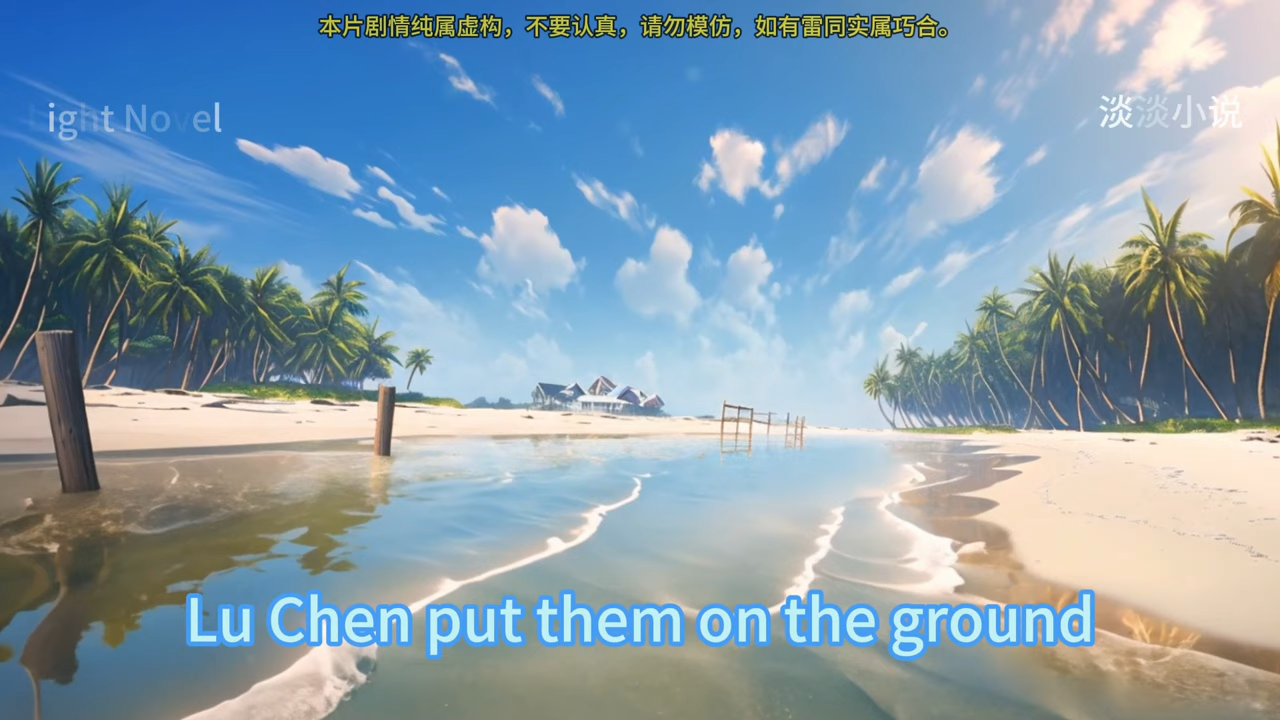 本片剧情纯属虚构，不要认真，请勿模仿，如有雷同实属巧合。
ight Novel
淡淡小说
Lu Chen put them on the ground